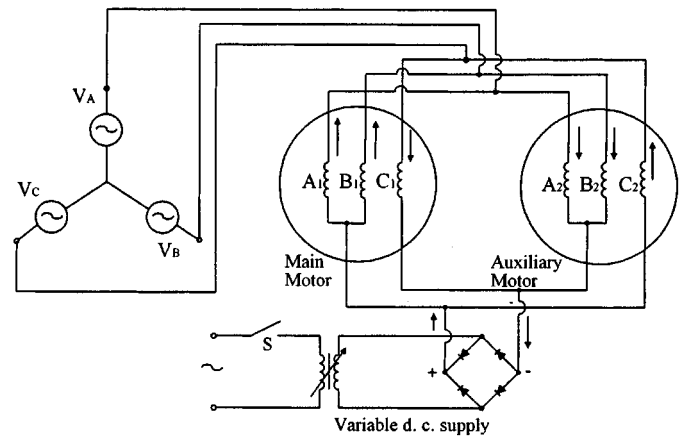 VA
VC
VB
A1 B1 C1
A2 B2 C2
Main
Motor
Auxiliary
Motor
S
+ -
Variable d. c. supply